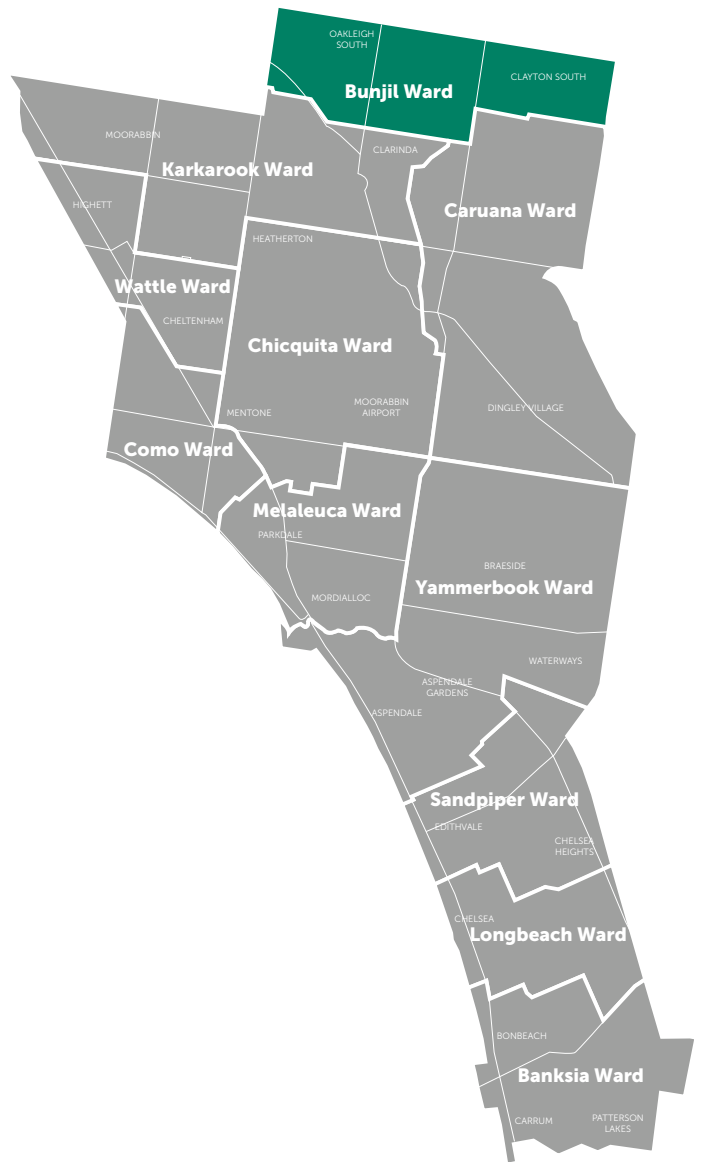 OAKLEIGH
SOUTH
CLAYTON SOUTH
Bunjil Ward
MOORABBIN
CLARINDA
Karkarook Ward
HIGHETT
Caruana Ward
HEATHERTON
Wattle Ward
CHELTENHAM
Chicquita Ward
MENTONE
MOORABBIN
AIRPORT
DINGLEY VILLAGE
Como Ward
Melaleuca Ward
PARKDALE
BRAESIDE
Yammerbook Ward
MORDIALLOC
WATERWAYS
ASPENDALE
GARDENS
ASPENDALE
Sandpiper Ward
EDITHVALE
CHELSEA
HEIGHTS
CHELSEA
Longbeach Ward
BONBEACH
Banksia Ward
CARRUM
PATTERSON
LAKES